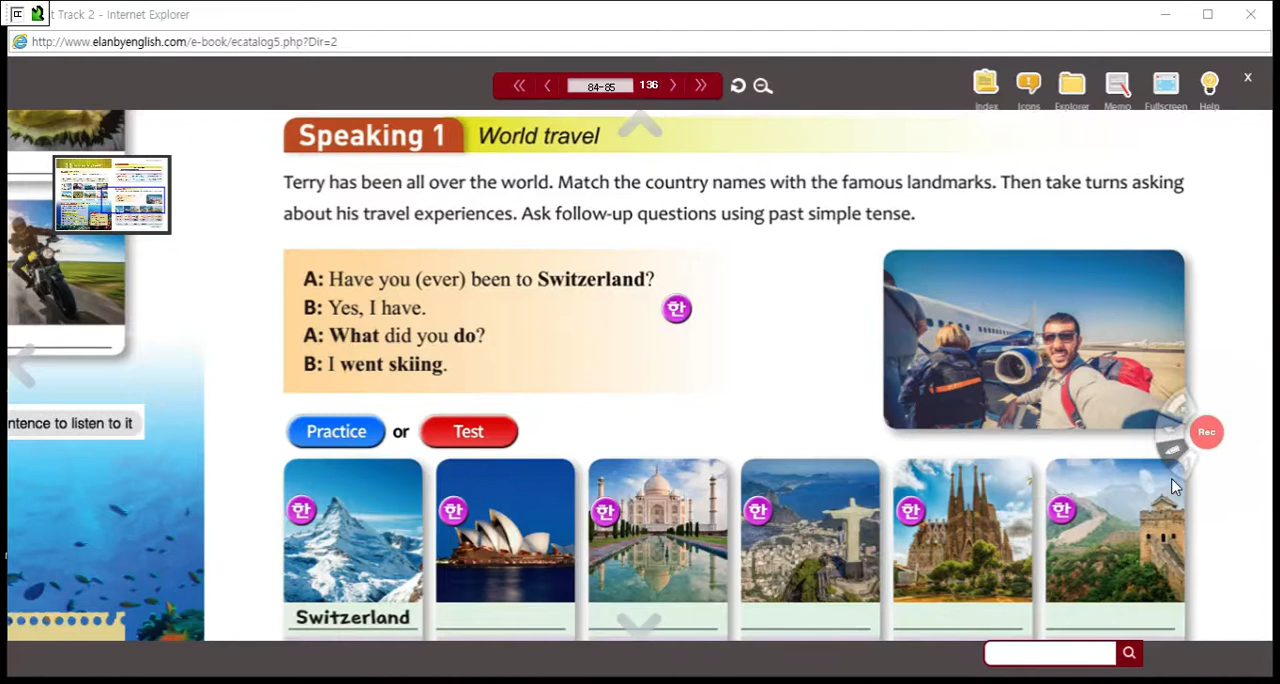 t Track 2 - Internet Explorer
http://www.elanbyenglish.com/e-book/ecatalog5.php?Dir=2
84-85 136
Index Icons Explorer Memo Fullscreen Help x
Speaking 1 World travel
Terry has been all over the world. Match the country names with the famous landmarks. Then take turns asking
about his travel experiences. Ask follow-up questions using past simple tense.
A: Have you (ever) been to Switzerland?
B: Yes, I have.
한
A: What did you do?
B: I went skiing.
ntence to listen to it
Practice or Test
Rec
한 한 한 한 한 한
Switzerland